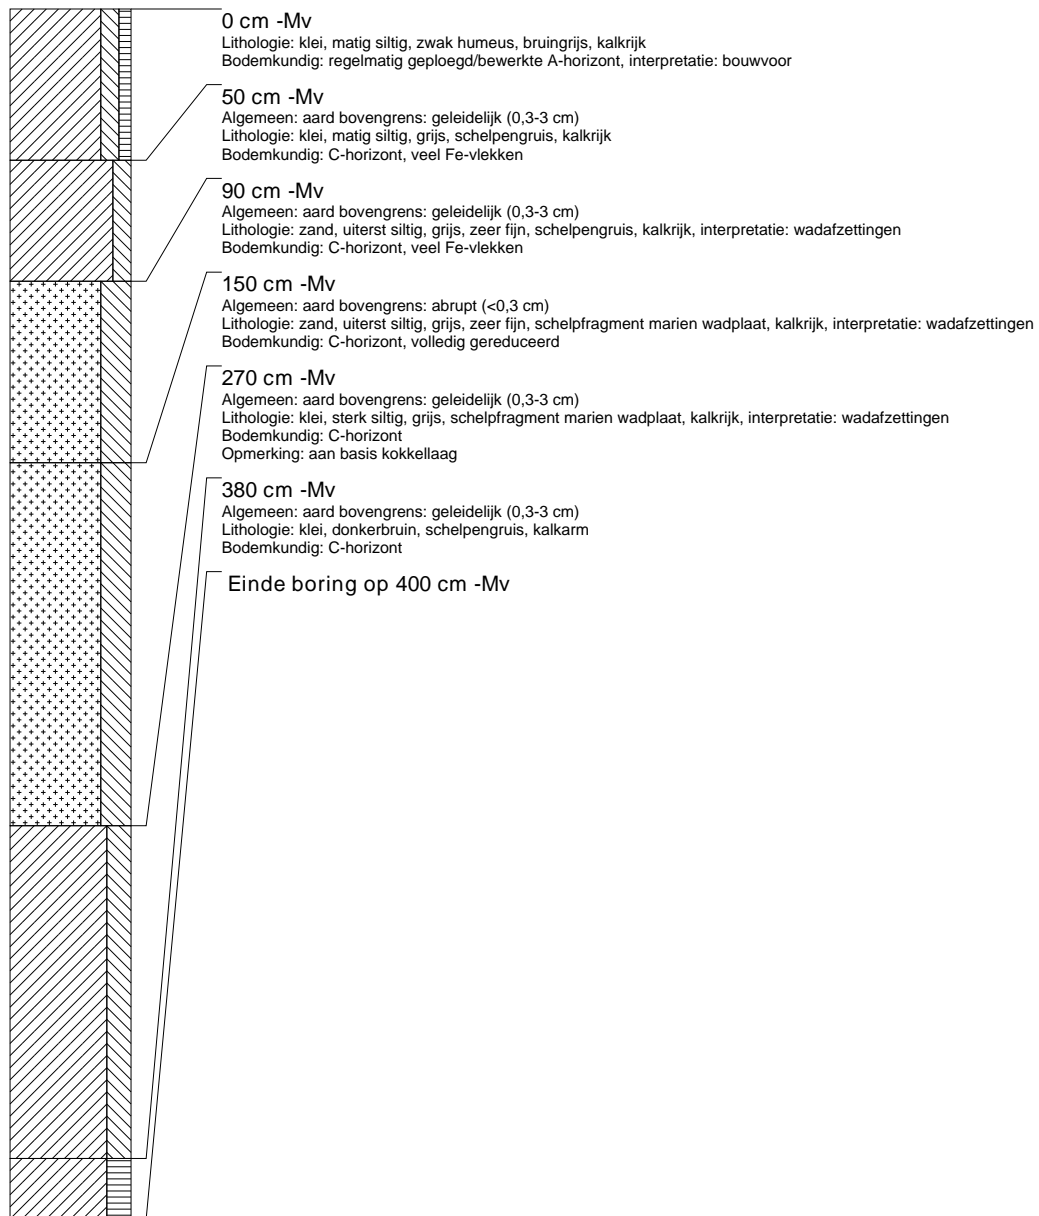 0 cm -Mv
Lithologie: klei, matig siltig, zwak humeus, bruingrijs, kalkrijk
Bodemkundig: regelmatig geploegd/bewerkte A-horizont, interpretatie: bouwvoor
50 cm -Mv
Algemeen: aard bovengrens: geleidelijk (0,3-3 cm)
Lithologie: klei, matig siltig, grijs, schelpengruis, kalkrijk
Bodemkundig: C-horizont, veel Fe-vlekken
90 cm -Mv
Algemeen: aard bovengrens: geleidelijk (0,3-3 cm)
Lithologie: zand, uiterst siltig, grijs, zeer fijn, schelpengruis, kalkrijk, interpretatie: wadafzettingen
Bodemkundig: C-horizont, veel Fe-vlekken
150 cm -Mv
Algemeen: aard bovengrens: abrupt (<0,3 cm)
Lithologie: zand, uiterst siltig, grijs, zeer fijn, schelpfragment marien wadplaat, kalkrijk, interpretatie: wadafzettingen
Bodemkundig: C-horizont, volledig gereduceerd
270 cm -Mv
Algemeen: aard bovengrens: geleidelijk (0,3-3 cm)
Lithologie: klei, sterk siltig, grijs, schelpfragment marien wadplaat, kalkrijk, interpretatie: wadafzettingen
Bodemkundig: C-horizont
Opmerking: aan basis kokkellaag
380 cm -Mv
Algemeen: aard bovengrens: geleidelijk (0,3-3 cm)
Lithologie: klei, donkerbruin, schelpengruis, kalkarm
Bodemkundig: C-horizont
Einde boring op 400 cm -Mv